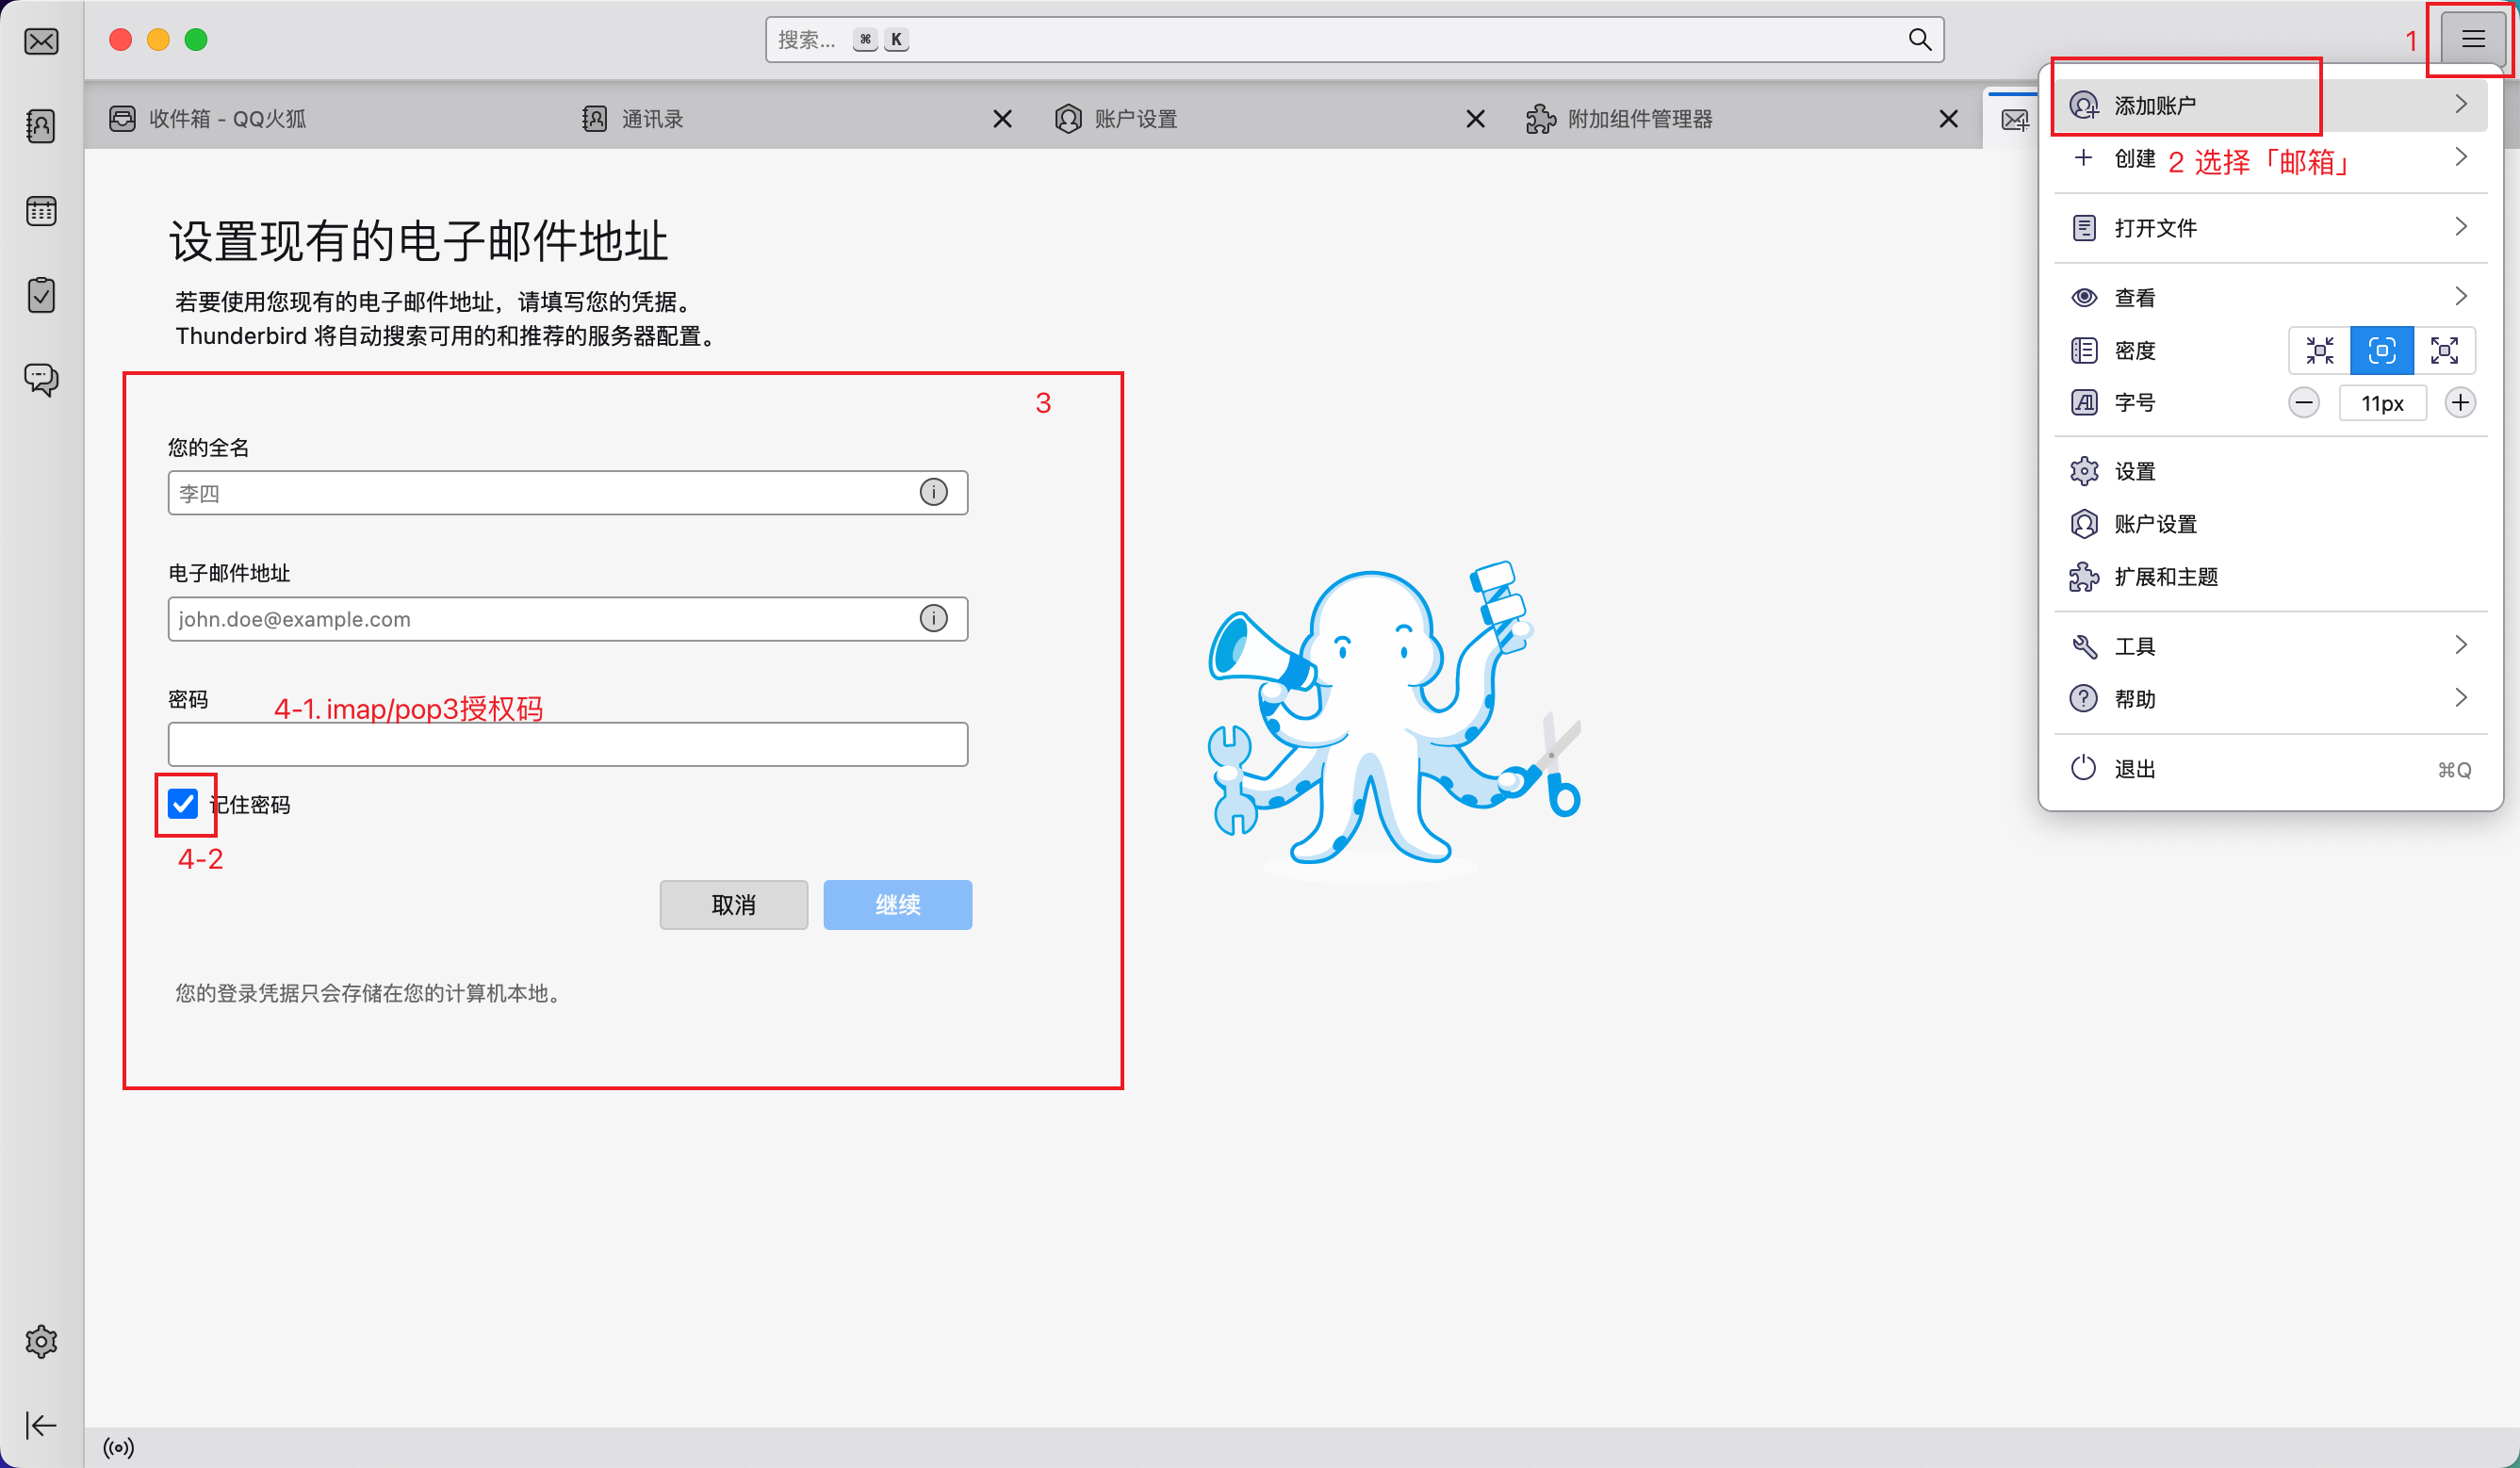 搜索... ⌘ K
1
收件箱 - QQ火狐
通讯录
账户设置
附加组件管理器
添加账户
创建
2 选择「邮箱」
打开文件
查看
密度
字号
11px
设置
账户设置
扩展和主题
工具
帮助
退出
⌘Q
设置现有的电子邮件地址
若要使用您现有的电子邮件地址，请填写您的凭据。
Thunderbird 将自动搜索可用的和推荐的服务器配置。
3
您的全名
李四
电子邮件地址
john.doe@example.com
密码
4-1. imap/pop3授权码
记住密码
4-2
取消
继续
您的登录凭据只会存储在您的计算机本地。